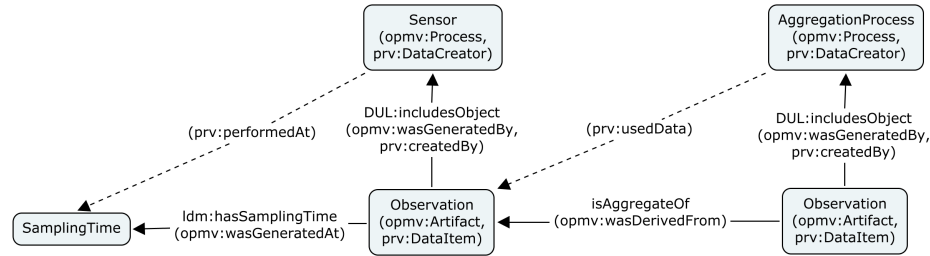 Sensor
(opmv:Process,
prv:DataCreator)
AggregationProcess
(opmv:Process,
prv:DataCreator)
(prv:performedAt)
DUL:includesObject
(opmv:wasGeneratedBy,
prv:createdBy)
(prv:usedData)
DUL:includesObject
(opmv:wasGeneratedBy,
prv:createdBy)
SamplingTime
ldm:hasSamplingTime
(opmv:wasGeneratedAt)
Observation
(opmv:Artifact,
prv:DataItem)
isAggregateOf
(opmv:wasDerivedFrom)
Observation
(opmv:Artifact,
prv:DataItem)